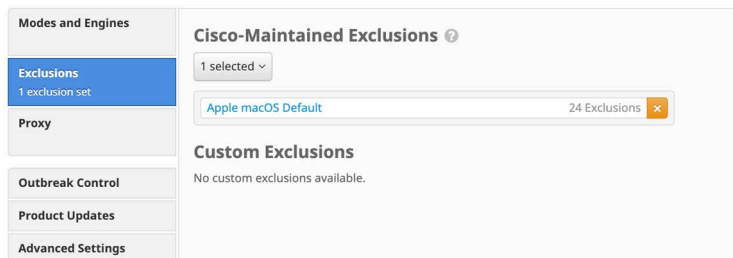 Modes and Engines
Exclusions
1 exclusion set
Proxy
Outbreak Control
Product Updates
Advanced Settings
Cisco-Maintained Exclusions ?
1 selected
Apple macOS Default 24 Exclusions ×
Custom Exclusions
No custom exclusions available.